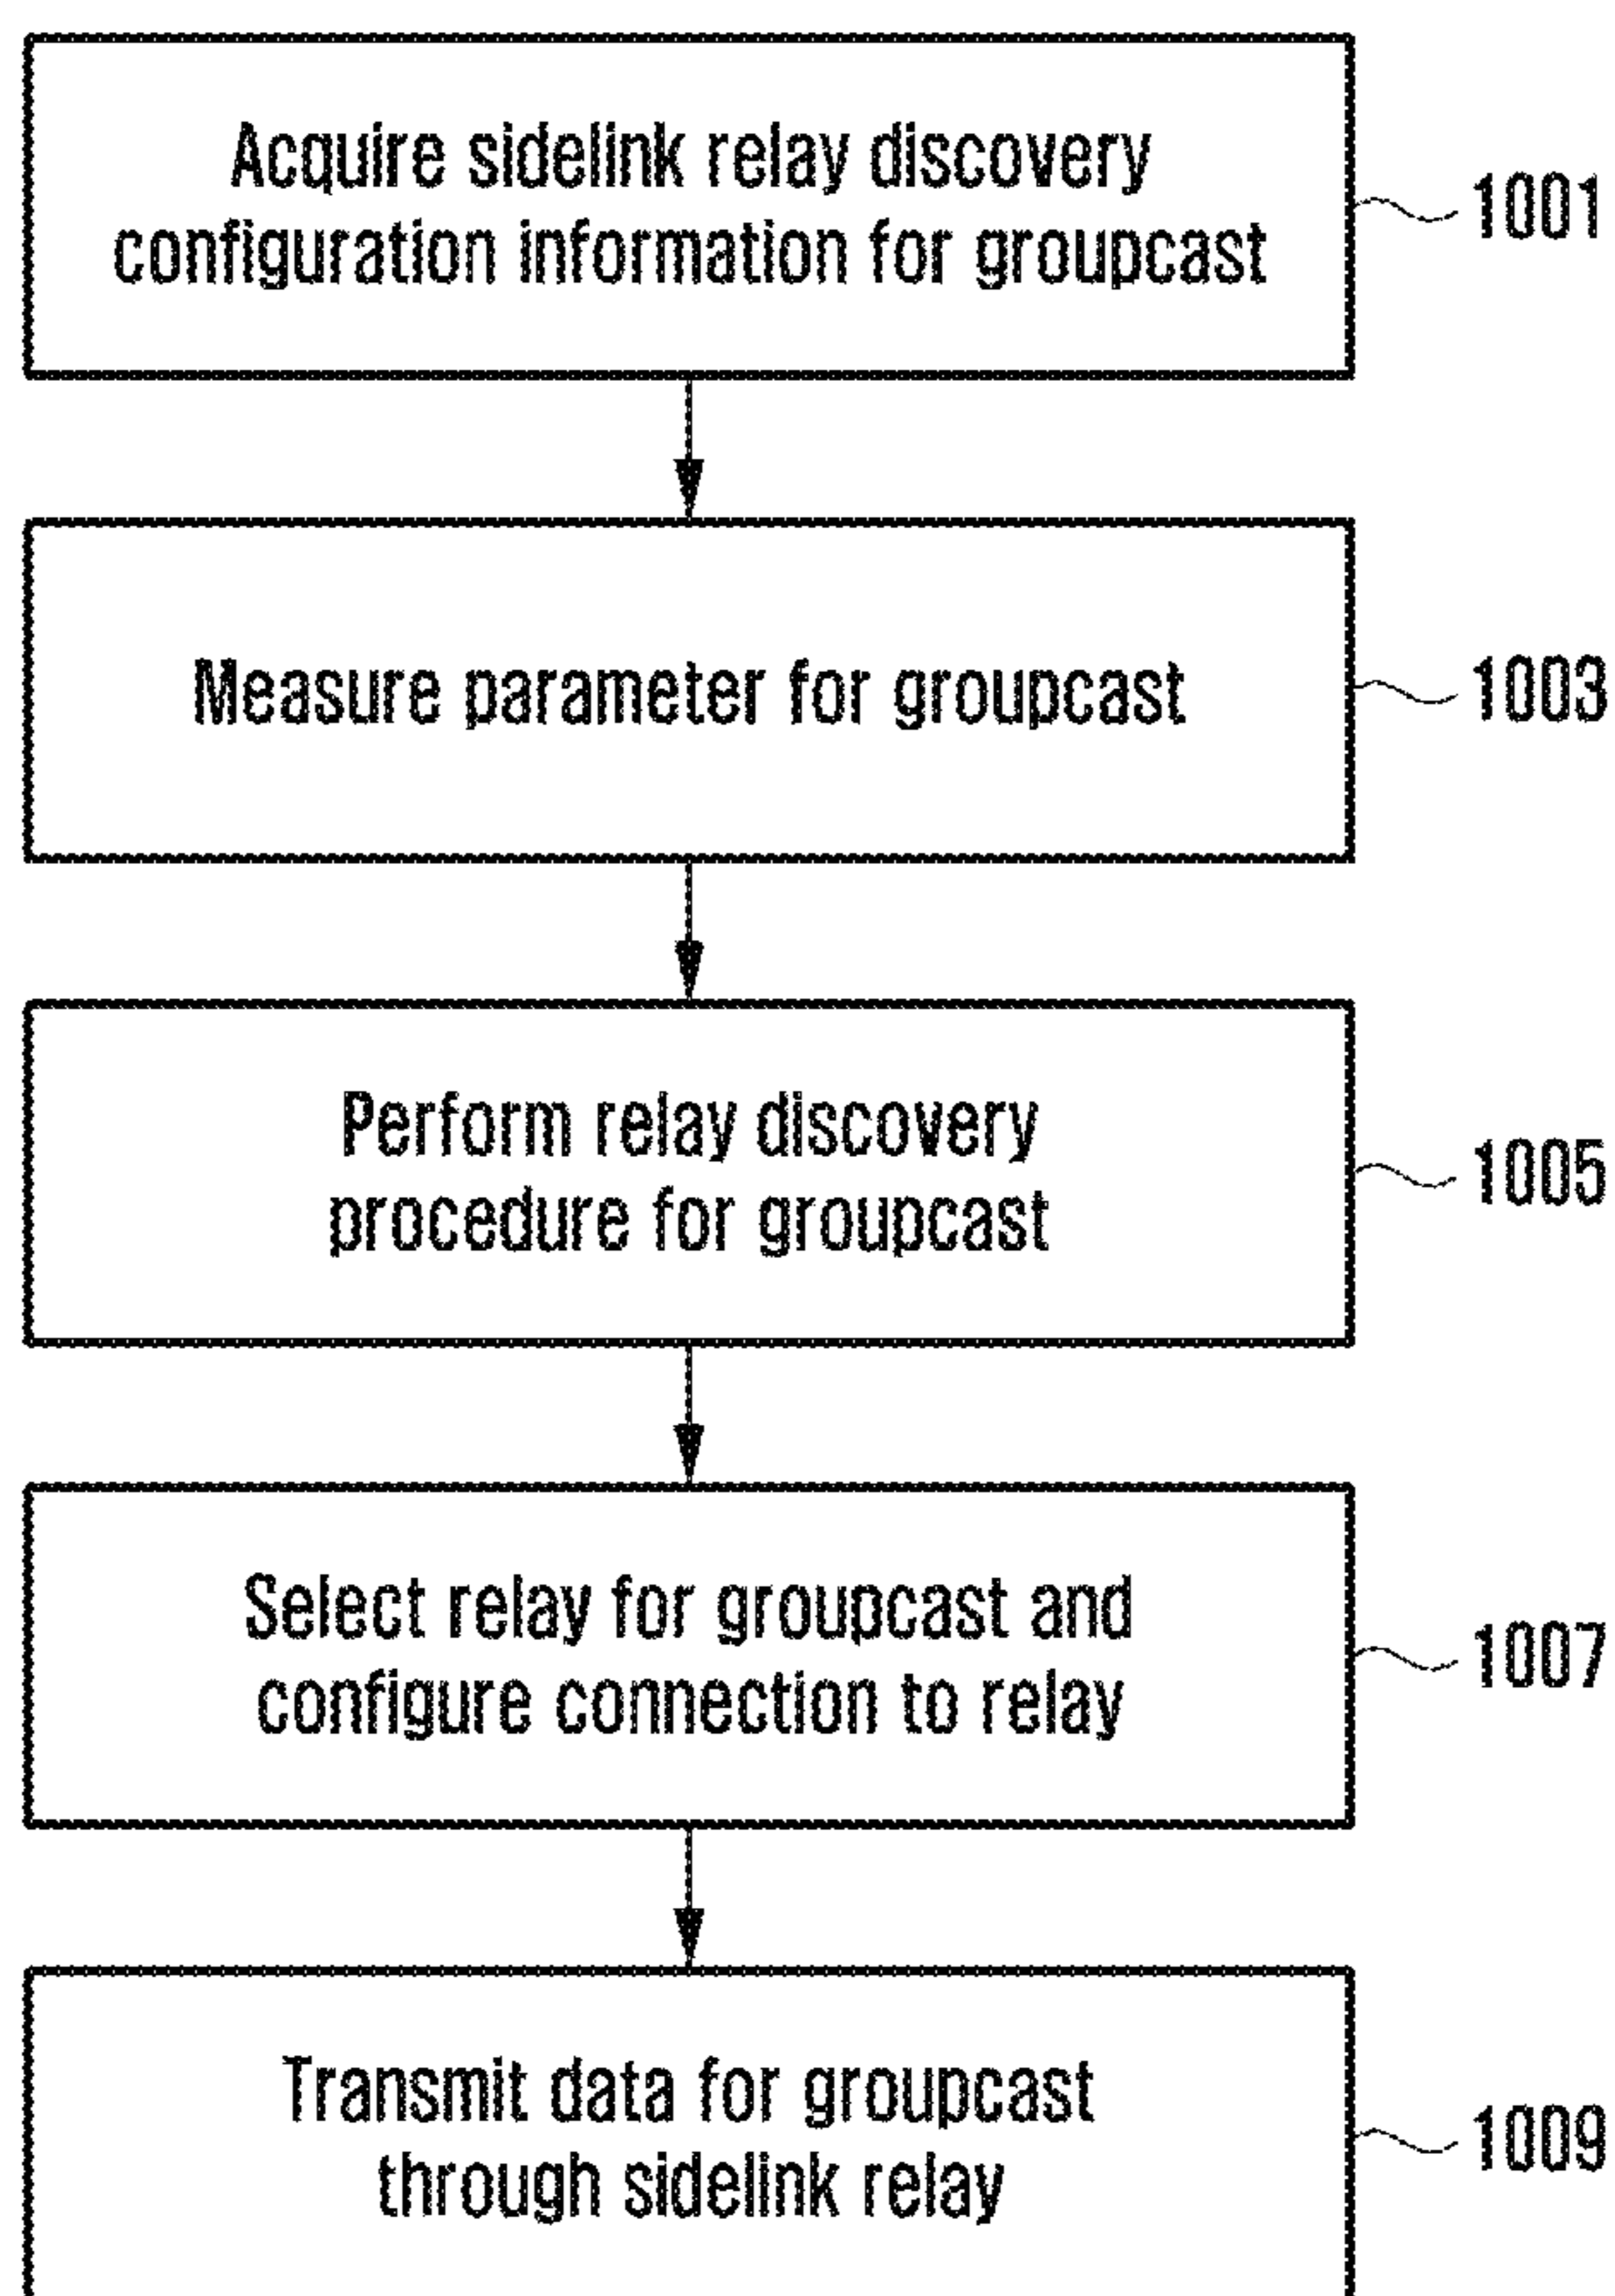 Acquire sidelink relay discovery
configuration information for groupcast
1001
Measure parameter for groupcast
1003
Perform relay discovery
procedure for groupcast
1005
Select relay for groupcast and
configure connection to relay
1007
Transmit data for groupcast
through sidelink relay
1009